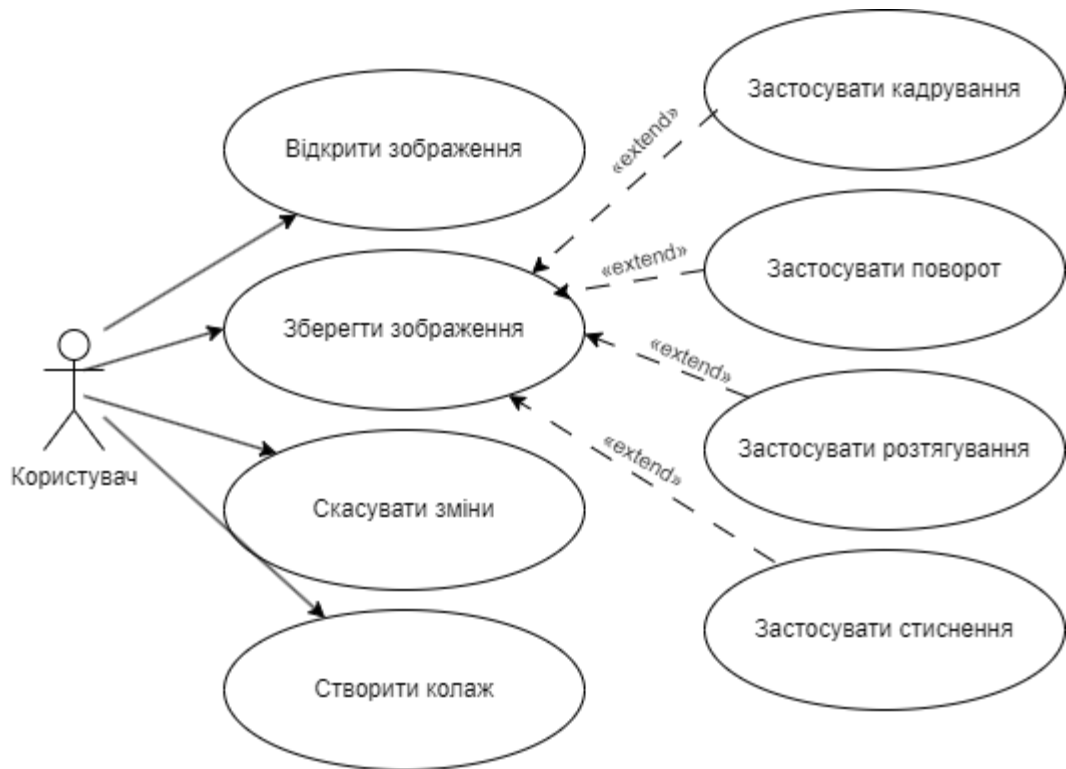 Застосувати кадрування
Відкрити зображення
«extend»
Застосувати поворот
«extend»
Зберегти зображення
«extend»
Застосувати розтягування
«extend»
Користувач
Скасувати зміни
Застосувати стиснення
Створити колаж